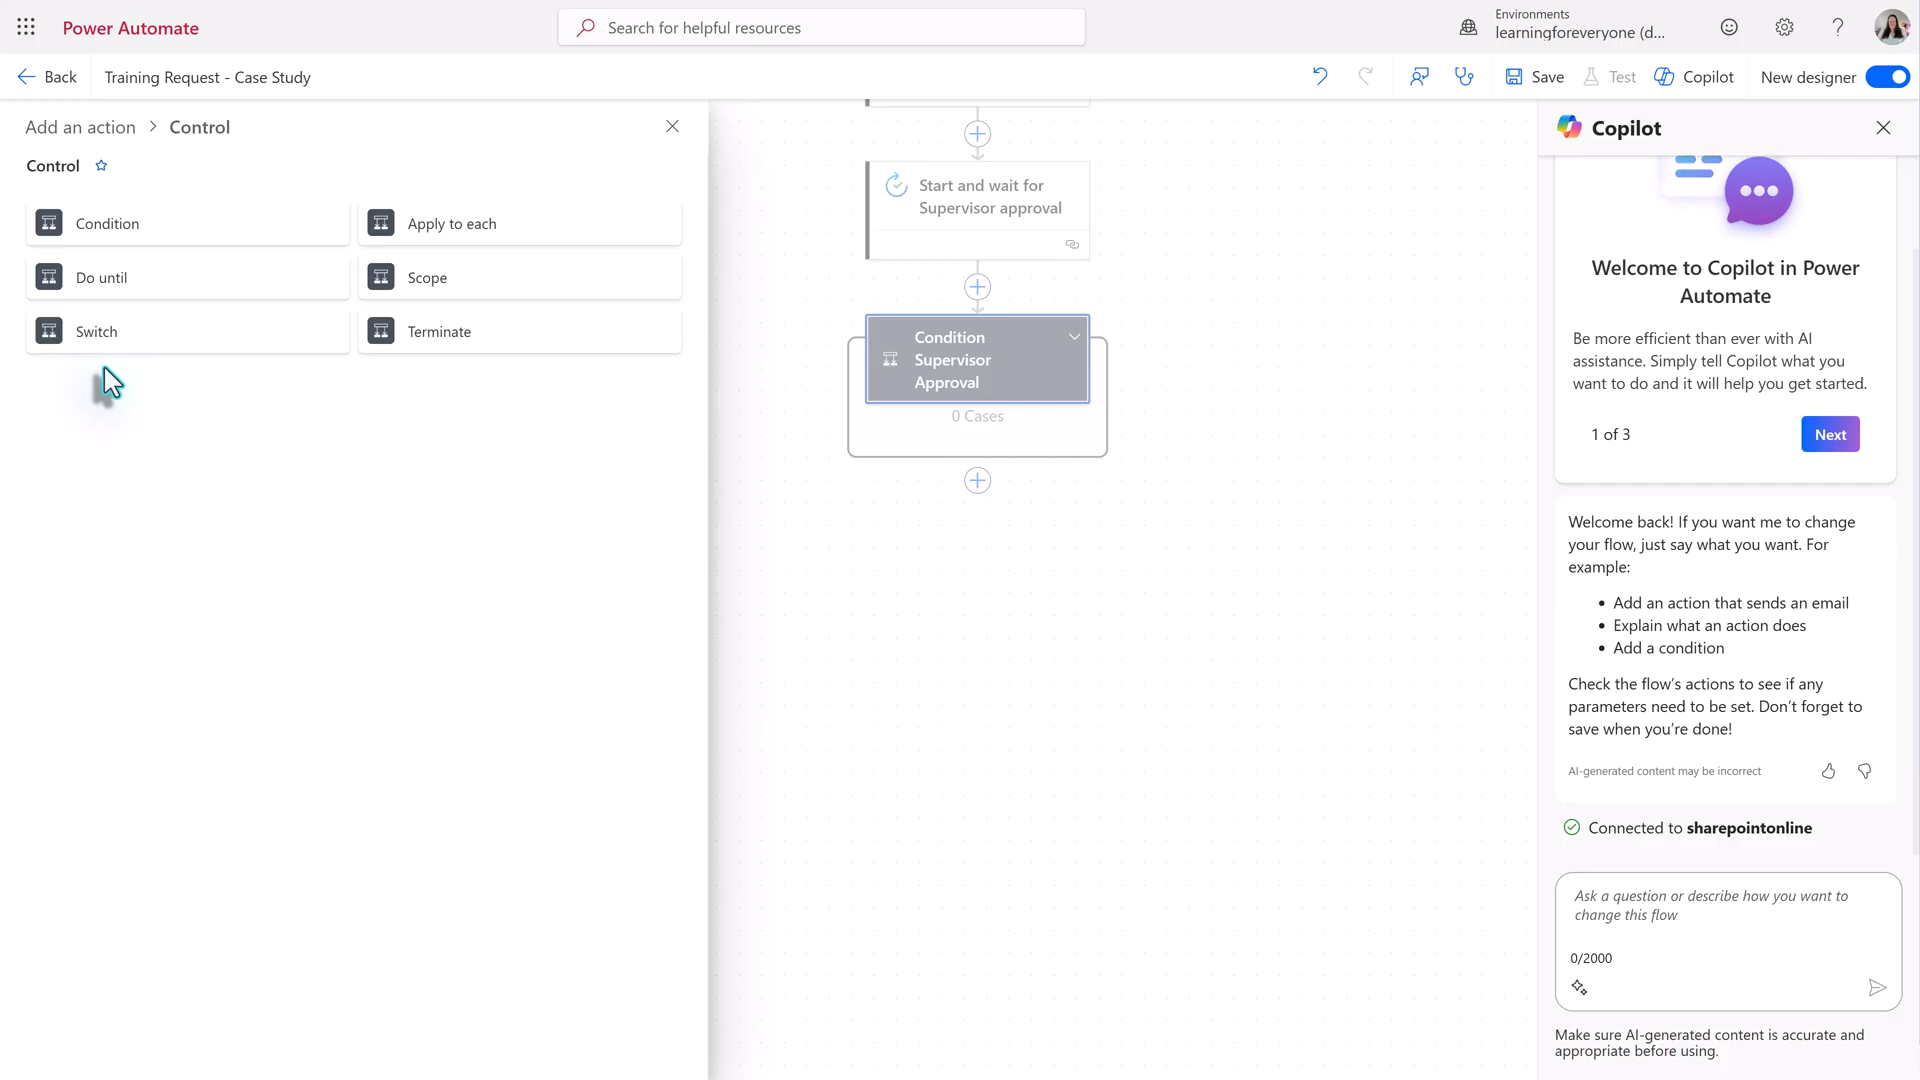 Power Automate
Search for helpful resources
Environments
learningforeveryone (d...
Back
Training Request - Case Study
Save
Test
Copilot
New designer
Add an action > Control
Control
Condition
Apply to each
Do until
Scope
Switch
Terminate
Start and wait for
Supervisor approval
Condition
Supervisor
Approval
0 Cases
Copilot
Welcome to Copilot in Power
Automate
Be more efficient than ever with AI
assistance. Simply tell Copilot what you
want to do and it will help you get started.
1 of 3
Next
Welcome back! If you want me to change
your flow, just say what you want. For
example:
• Add an action that sends an email
• Explain what an action does
• Add a condition
Check the flow's actions to see if any
parameters need to be set. Don't forget to
save when you're done!
AI-generated content may be incorrect
Connected to sharepointonline
Ask a question or describe how you want to
change this flow
0/2000
Make sure AI-generated content is accurate and
appropriate before using.